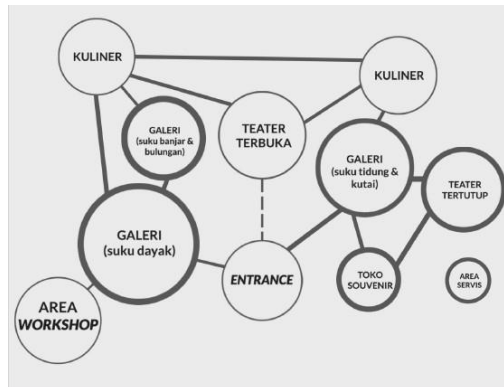 KULINER
KULINER
GALERI
(suku banjar &
bulungan)
TEATER
TERBUKA
GALERI
(suku tidung &
kutai)
TEATER
TERTUTUP
GALERI
(suku dayak)
ENTRANCE
TOKO
SOUVENIR
AREA
SERVIS
AREA
WORKSHOP